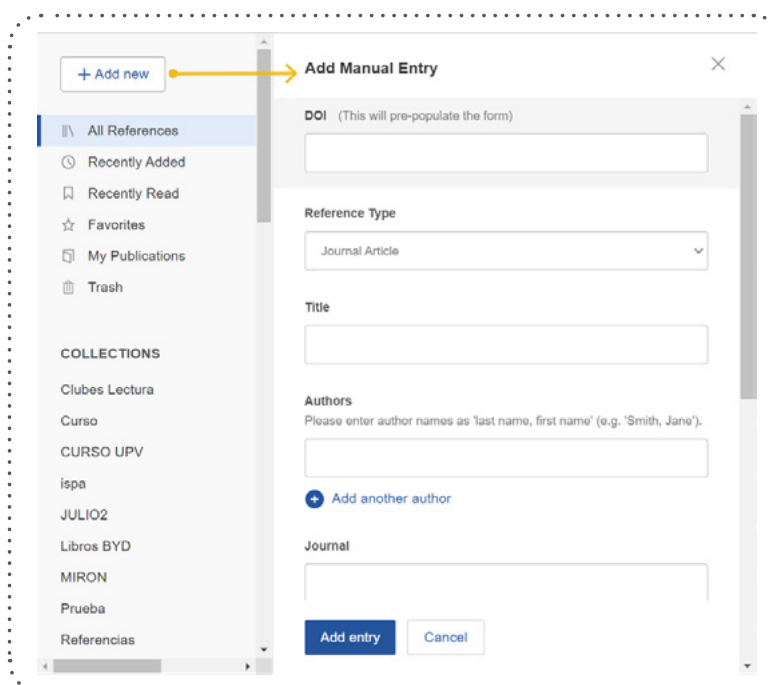 + Add new
All References
Recently Added
Recently Read
Favorites
My Publications
Trash
COLLECTIONS
Clubes Lectura
Curso
CURSO UPV
ispa
JULIO2
Libros BYD
MIRON
Prueba
Referencias
Add Manual Entry
DOI (This will pre-populate the form)
Reference Type
Journal Article
Title
Authors
Please enter author names as 'last name, first name' (e.g. 'Smith, Jane').
Add another author
Journal
Add entry Cancel